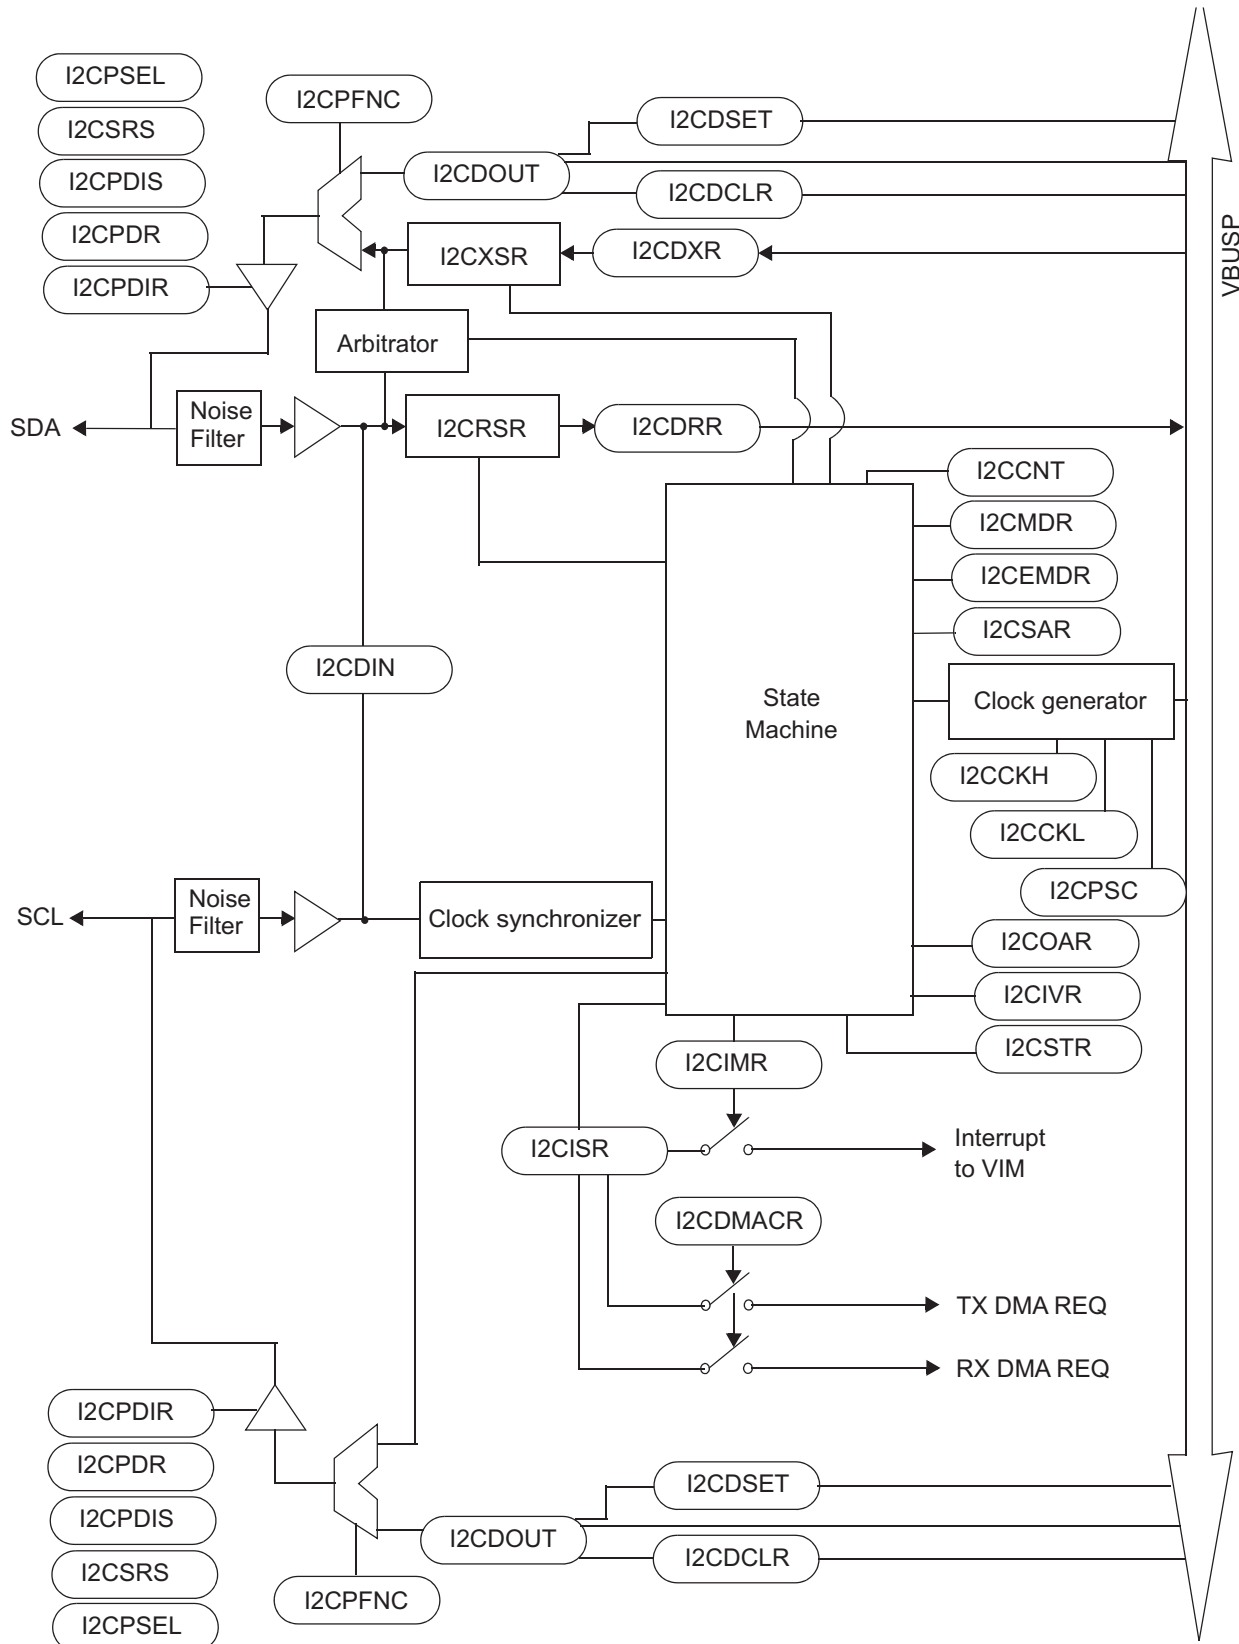 I2CPSEL
I2CSRS
I2CPDIS
I2CPDR
I2CPDIR
I2CPFNC
I2CDSET
I2CDOUT
I2CDCLR
I2CXSR
I2CDXR
VBUSP
Arbitrator
SDA
Noise
Filter
I2CRSR
I2CDRR
I2CCNT
I2CMDR
I2CEMDR
I2CSAR
I2CDIN
State
Machine
Clock generator
I2CCKH
I2CCKL
I2CPSC
SCL
Noise
Filter
Clock synchronizer
I2COAR
I2CIVR
I2CSTR
I2CIMR
I2CISR
Interrupt
to VIM
I2CDMACR
TX DMA REQ
RX DMA REQ
I2CPDIR
I2CPDR
I2CPDIS
I2CSRS
I2CPSEL
I2CDSET
I2CDOUT
I2CDCLR
I2CPFNC